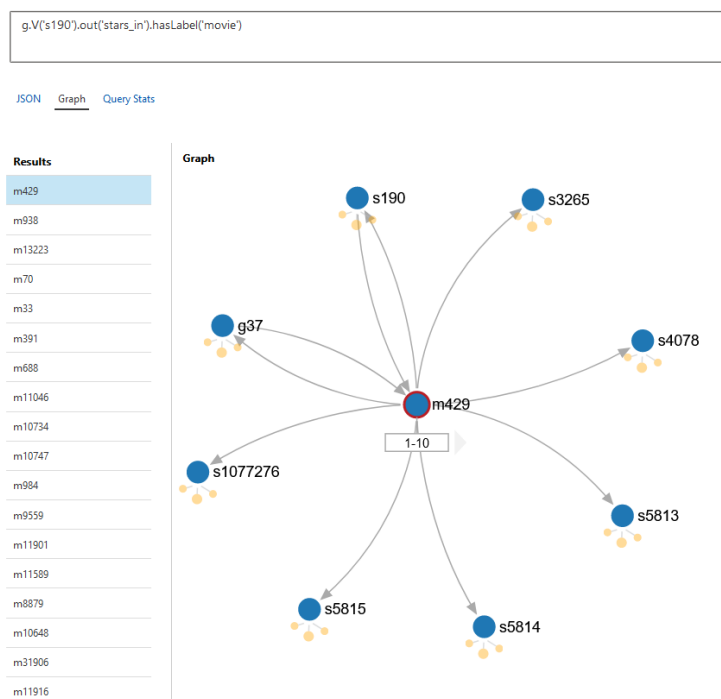 g.V('s190').out('stars_in').hasLabel('movie')
JSON Graph Query Stats
Results
m429
m938
m13223
m70
m33
m391
m688
m11046
m10734
m10747
m984
m9559
m11901
m11589
m8879
m10648
m31906
m11916
Graph
s190
s3265
g37
s4078
m429
1-10
s1077276
s5813
s5815
s5814